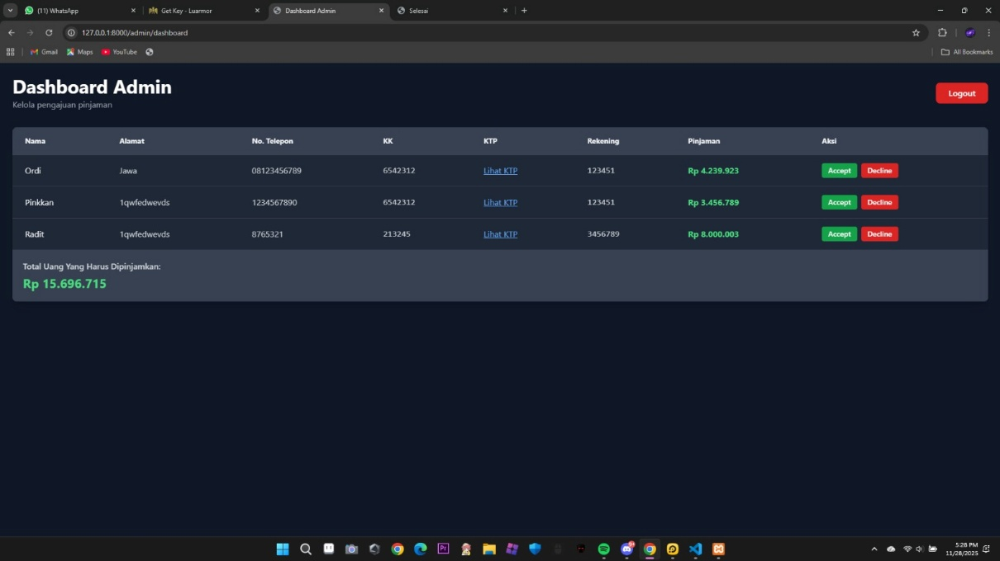 (11) WhatsApp
Get Key - Luarmor
Dashboard Admin
Selesai
127.0.0.1:8000/admin/dashboard
Gmail
Maps
YouTube
All Bookmarks
Dashboard Admin
Kelola pengajuan pinjaman
Logout
Nama Alamat No. Telepon KK KTP Rekening Pinjaman Aksi
Ordi Jawa 08123456789 6542312 Lihat KTP 123451 Rp 4.239.923 Accept Decline
Pinkkan 1qwfedwevds 1234567890 6542312 Lihat KTP 123451 Rp 3.456.789 Accept Decline
Radit 1qwfedwevds 8765321 213245 Lihat KTP 3456789 Rp 8.000.003 Accept Decline
Total Uang Yang Harus Dipinjamkan:
Rp 15.696.715
Pr
5:28 PM
11/28/2025